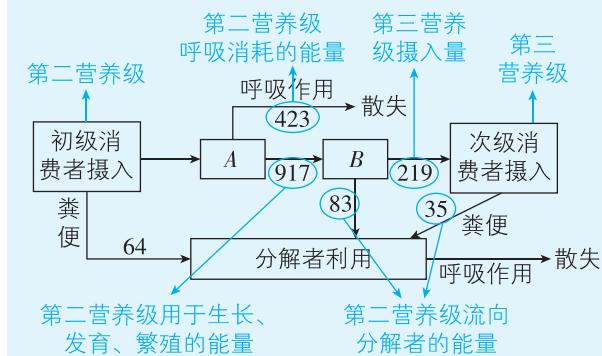 第二营养级
第二营养级
呼吸消耗的能量
第三营养
级摄入量
第三
营养级
呼吸作用
散失
423
初级消
费者摄入
A
917
B
219
次级消
费者摄入
粪
便
64
83
35
粪便
分解者利用
呼吸作用
散失
第二营养级用于生长、
发育、繁殖的能量
第二营养级流向
分解者的能量